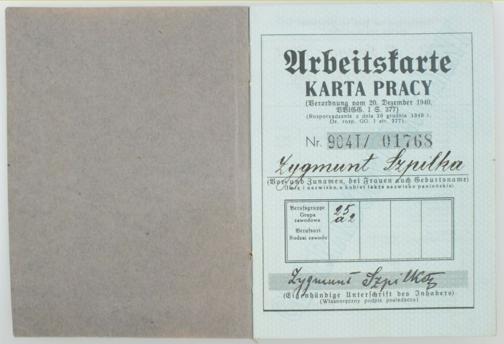 Arbeitskarte
KARTA PRACY
(Verordnung vom 20. Dezember 1940,
VBlGG. I S. 377)
(Rozporządzenie z dnia 20 grudnia 1940 r.
Dz. rozp. GG. I str. 377)
Nr. 904T/ 01768
Zygmunt Szpilka
(Vor- und Zunamen, bei Frauen auch Geburtsname)
(Imię i nazwisko, u kobiet także nazwisko panieńskie)
Berufsgruppe
Grupa
zawodowa
25
a2
Berufsart
Rodzaj zawodu
Zygmunt Szpilka
(Eigenhändige Unterschrift des Inhabers)
(Własnoręczny podpis posiadacza)